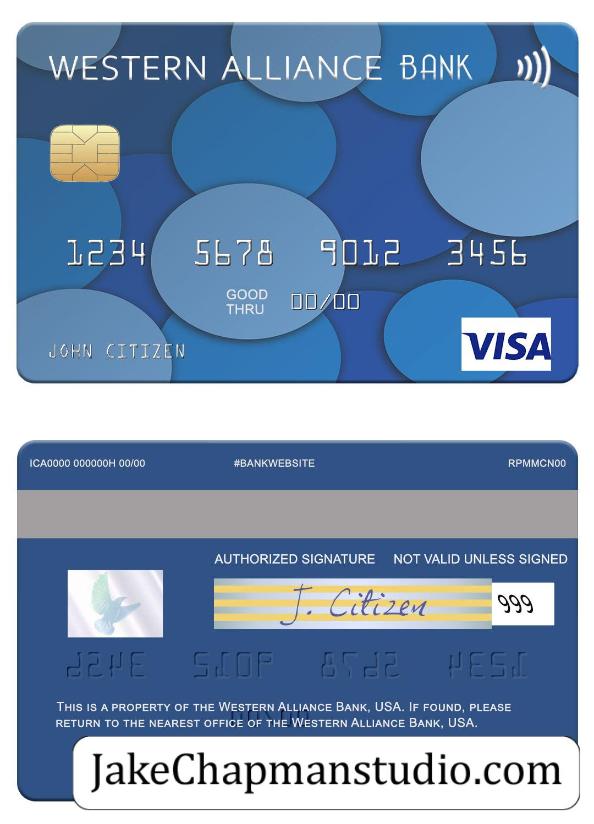 WESTERN ALLIANCE BANK
1234 5678 9012 3456
GOOD THRU 00/00
JOHN CITIZEN
VISA
ICA0000 000000H 00/00 #BANKWEBSITE RPMMCN00
AUTHORIZED SIGNATURE NOT VALID UNLESS SIGNED
J. Citizen 999
THIS IS A PROPERTY OF THE WESTERN ALLIANCE BANK, USA. IF FOUND, PLEASE
RETURN TO THE NEAREST OFFICE OF THE WESTERN ALLIANCE BANK, USA.
JakeChapmanstudio.com